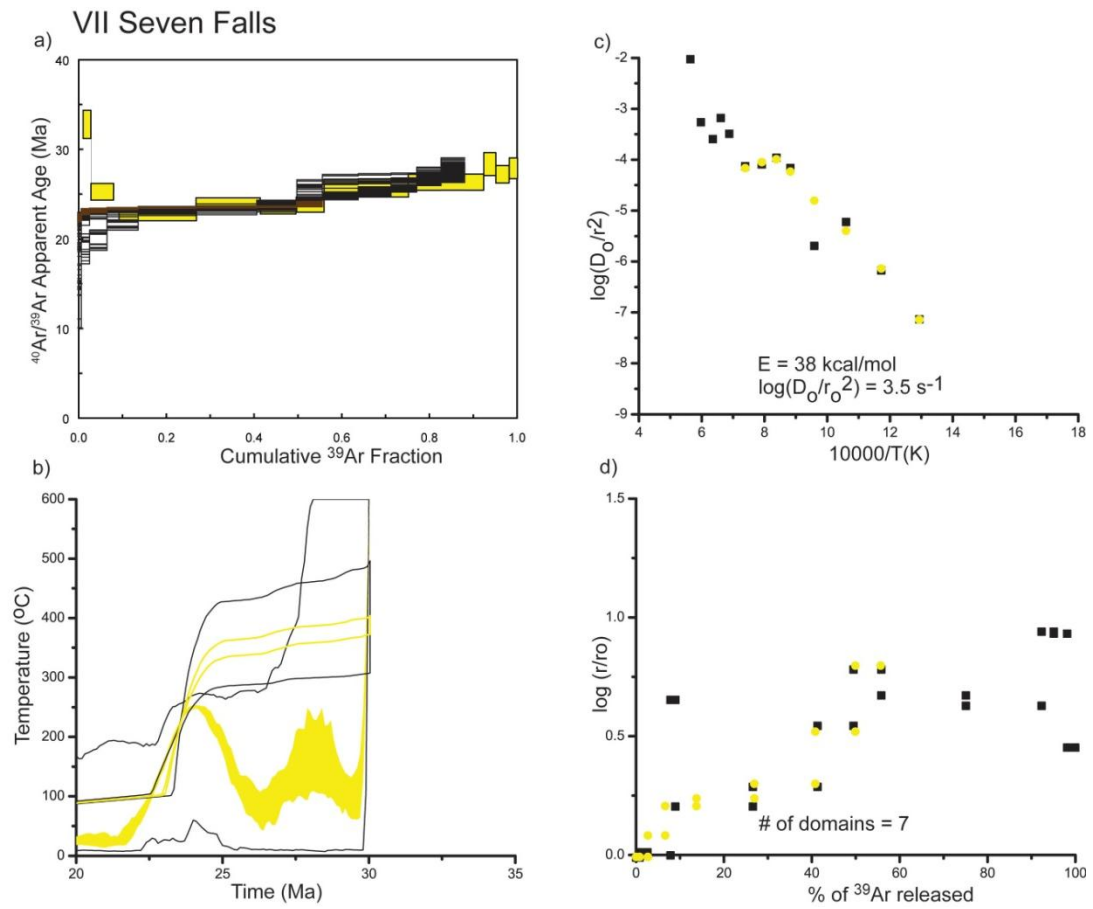 VII Seven Falls
a)
40
30
20
10
0
⁴⁰Ar/³⁹Ar Apparent Age (Ma)
0.0 0.2 0.4 0.6 0.8 1.0
Cumulative ³⁹Ar Fraction
c)
-2
-3
-4
-5
-6
-7
-8
-9
log(Dₒ/r²)
E = 38 kcal/mol
log(Dₒ/rₒ²) = 3.5 s⁻¹
4 6 8 10 12 14 16 18
10000/T(K)
b)
600
500
400
300
200
100
0
Temperature (ºC)
20 25 30 35
Time (Ma)
d)
1.5
1.0
0.5
0.0
log (r/ro)
# of domains = 7
0 20 40 60 80 100
% of ³⁹Ar released